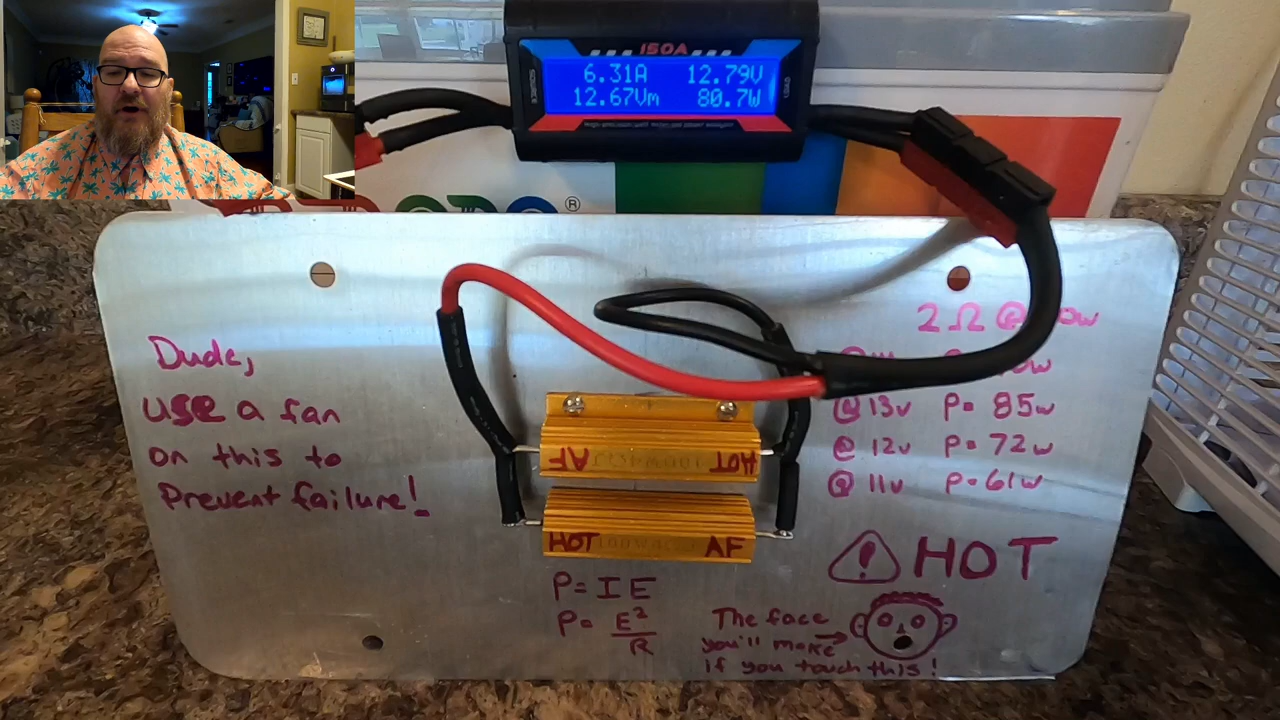 150A
6.31A 12.79V
12.67Vm 80.7W
®
2 Ω @
Dude,
use a fan
on this to
Prevent failure!
@ 13v P= 85w
@ 12v P= 72w
@ 11v P= 61w
AF HOT
HOT 100W AF
HOT
P= I E
P= E²/R
The face
you'll make
if you touch this!